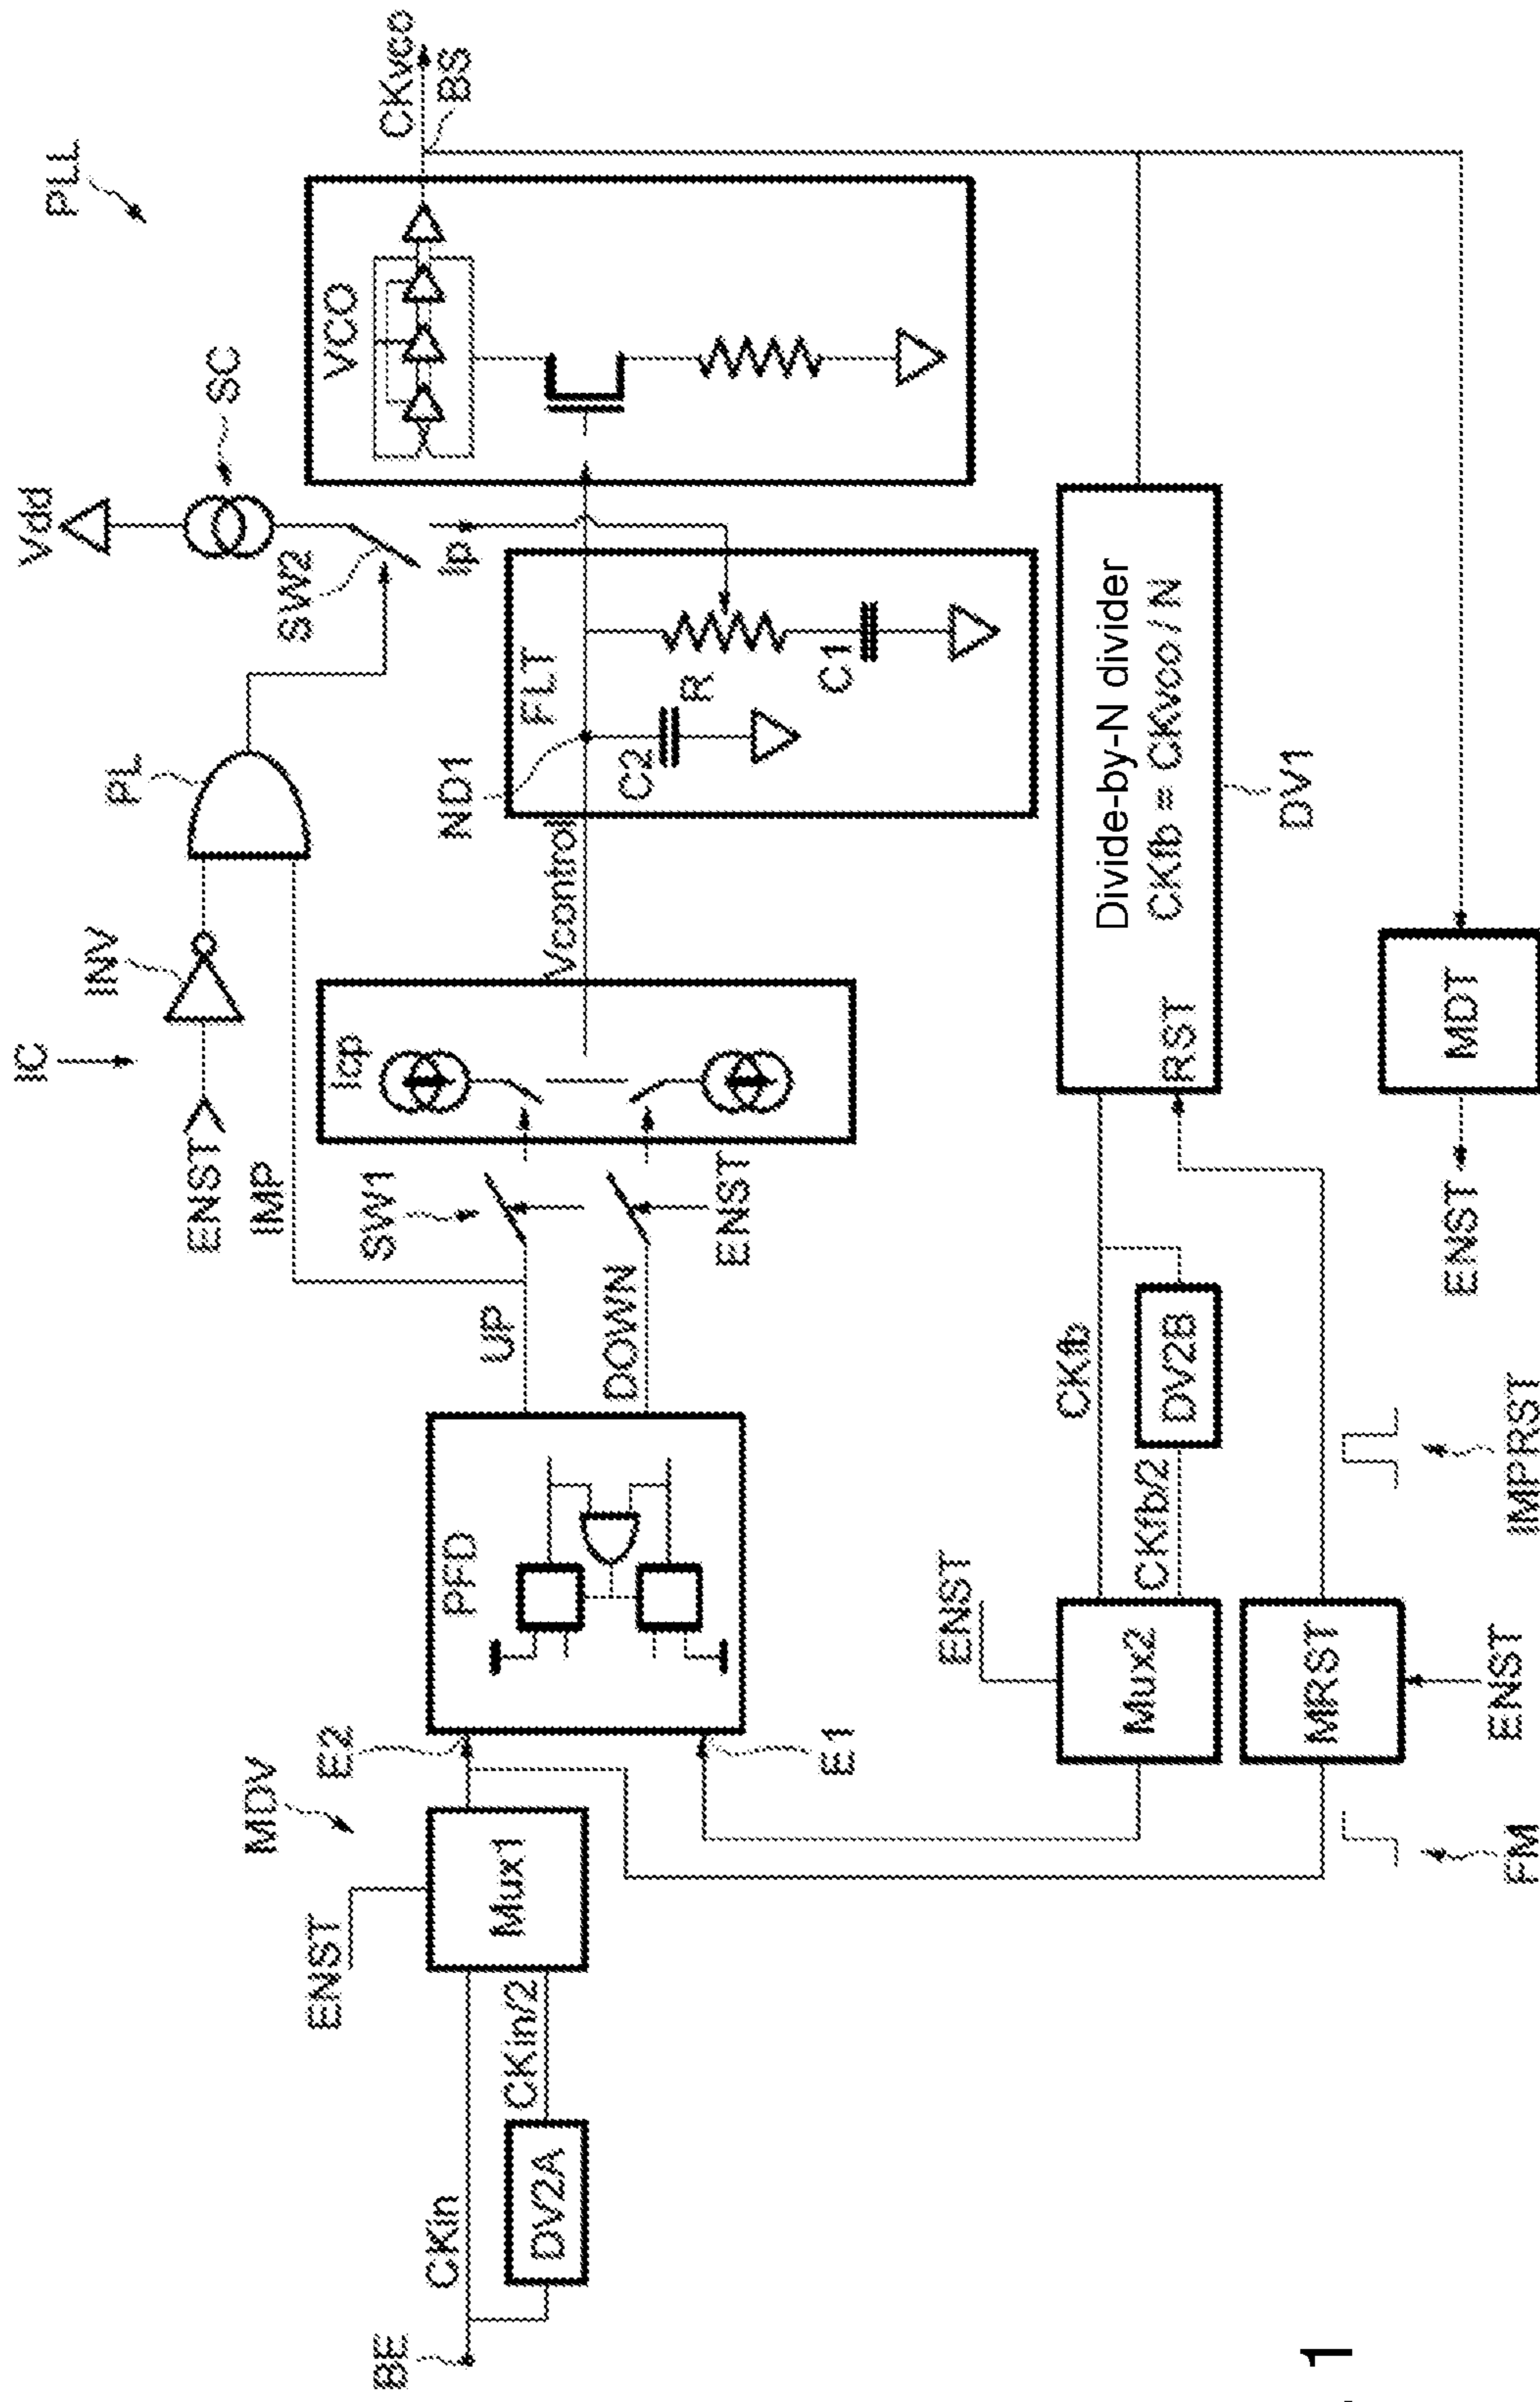 PLL
IC
Vdd
SC
SW2
Ip
PL
INV
ENST
IMP
CKvco
BS
VCO
FLT
ND1
C2
R
C1
Vcontrol
Icp
SW1
ENST
UP
DOWN
PFD
E2
E1
MDV
ENST
Mux1
CKin
CKin/2
DV2A
BE
Divide-by-N divider
CKfb = CKvco / N
RST
DV1
CKfb
DV2B
CKfb/2
ENST
Mux2
MRST
ENST
IMPRST
FM
MDT
ENST
1